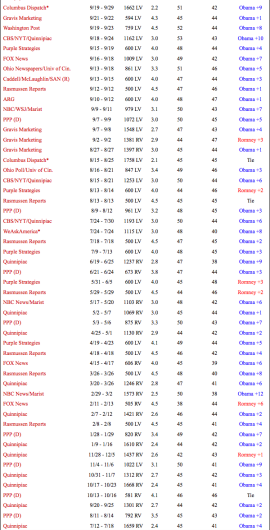 Columbus Dispatch* 9/19 - 9/29 1662 LV 2.2 51 42 Obama +9
Gravis Marketing 9/21 - 9/22 594 LV 4.3 45 44 Obama +1
Washington Post 9/19 - 9/23 759 LV 4.5 52 44 Obama +8
CBS/NYT/Quinnipiac 9/18 - 9/24 1162 LV 3.0 53 43 Obama +10
Purple Strategies 9/15 - 9/19 600 LV 4.0 48 44 Obama +4
FOX News 9/16 - 9/18 1009 LV 3.0 49 42 Obama +7
Ohio Newspapers/Univ of Cin. 9/13 - 9/18 861 LV 3.3 51 46 Obama +5
Caddell/McLaughlin/SAN (R) 9/13 - 9/15 600 LV 4.0 47 44 Obama +3
Rasmussen Reports 9/12 - 9/12 500 LV 4.5 47 46 Obama +1
ARG 9/10 - 9/12 600 LV 4.0 48 47 Obama +1
NBC/WSJ/Marist 9/9 - 9/11 979 LV 3.1 50 43 Obama +7
PPP (D) 9/7 - 9/9 1072 LV 3.0 50 45 Obama +5
Gravis Marketing 9/7 - 9/8 1548 LV 2.7 47 43 Obama +4
Gravis Marketing 9/2 - 9/2 1381 RV 2.9 44 47 Romney +3
Gravis Marketing 8/27 - 8/27 1397 RV 3.0 45 44 Obama +1
Columbus Dispatch* 8/15 - 8/25 1758 LV 2.1 45 45 Tie
Ohio Poll/Univ of Cin. 8/16 - 8/21 847 LV 3.4 49 46 Obama +3
CBS/NYT/Quinnipiac 8/15 - 8/21 1253 LV 3.0 50 44 Obama +6
Purple Strategies 8/13 - 8/14 600 LV 4.0 44 46 Romney +2
Rasmussen Reports 8/13 - 8/13 500 LV 4.5 45 45 Tie
PPP (D) 8/9 - 8/12 961 LV 3.2 48 45 Obama +3
CBS/NYT/Quinnipiac 7/24 - 7/30 1193 LV 3.0 50 44 Obama +6
WeAskAmerica* 7/24 - 7/24 1115 LV 3.0 48 40 Obama +8
Rasmussen Reports 7/18 - 7/18 500 LV 4.5 47 45 Obama +2
Purple Strategies 7/9 - 7/13 600 LV 4.0 48 45 Obama +3
Quinnipiac 6/19 - 6/25 1237 RV 2.8 47 38 Obama +9
PPP (D) 6/21 - 6/24 673 RV 3.8 47 44 Obama +3
Purple Strategies 5/31 - 6/5 600 LV 4.0 45 48 Romney +3
Rasmussen Reports 5/29 - 5/29 500 LV 4.5 44 46 Romney +2
NBC News/Marist 5/17 - 5/20 1103 RV 3.0 48 42 Obama +6
Quinnipiac 5/2 - 5/7 1069 RV 3.0 45 44 Obama +1
PPP (D) 5/3 - 5/6 875 RV 3.3 50 43 Obama +7
Quinnipiac 4/25 - 5/1 1130 RV 2.9 44 42 Obama +2
Purple Strategies 4/19 - 4/23 600 LV 4.1 49 44 Obama +5
Rasmussen Reports 4/18 - 4/18 500 LV 4.5 46 42 Obama +4
FOX News 4/15 - 4/17 606 RV 4.0 45 39 Obama +6
Rasmussen Reports 3/26 - 3/26 500 LV 4.5 48 40 Obama +8
Quinnipiac 3/20 - 3/26 1246 RV 2.8 47 41 Obama +6
NBC News/Marist 2/29 - 3/2 1573 RV 2.5 50 38 Obama +12
FOX News 2/11 - 2/13 505 RV 4.5 38 44 Romney +6
Quinnipiac 2/7 - 2/12 1421 RV 2.6 46 44 Obama +2
Rasmussen Reports 2/8 - 2/8 500 LV 4.5 45 41 Obama +4
PPP (D) 1/28 - 1/29 820 RV 3.4 49 42 Obama +7
Quinnipiac 1/9 - 1/16 1610 RV 2.4 44 42 Obama +2
Quinnipiac 11/28 - 12/5 1437 RV 2.6 42 43 Romney +1
PPP (D) 11/4 - 11/6 1022 LV 3.1 50 41 Obama +9
Quinnipiac 10/31 - 11/7 1312 RV 2.7 45 42 Obama +3
Quinnipiac 10/17 - 10/23 1668 RV 2.4 45 41 Obama +4
PPP (D) 10/13 - 10/16 581 RV 4.1 46 46 Tie
Quinnipiac 9/20 - 9/25 1301 RV 2.7 44 42 Obama +2
PPP (D) 8/11 - 8/14 792 RV 3.5 45 43 Obama +2
Quinnipiac 7/12 - 7/18 1659 RV 2.4 45 41 Obama +4